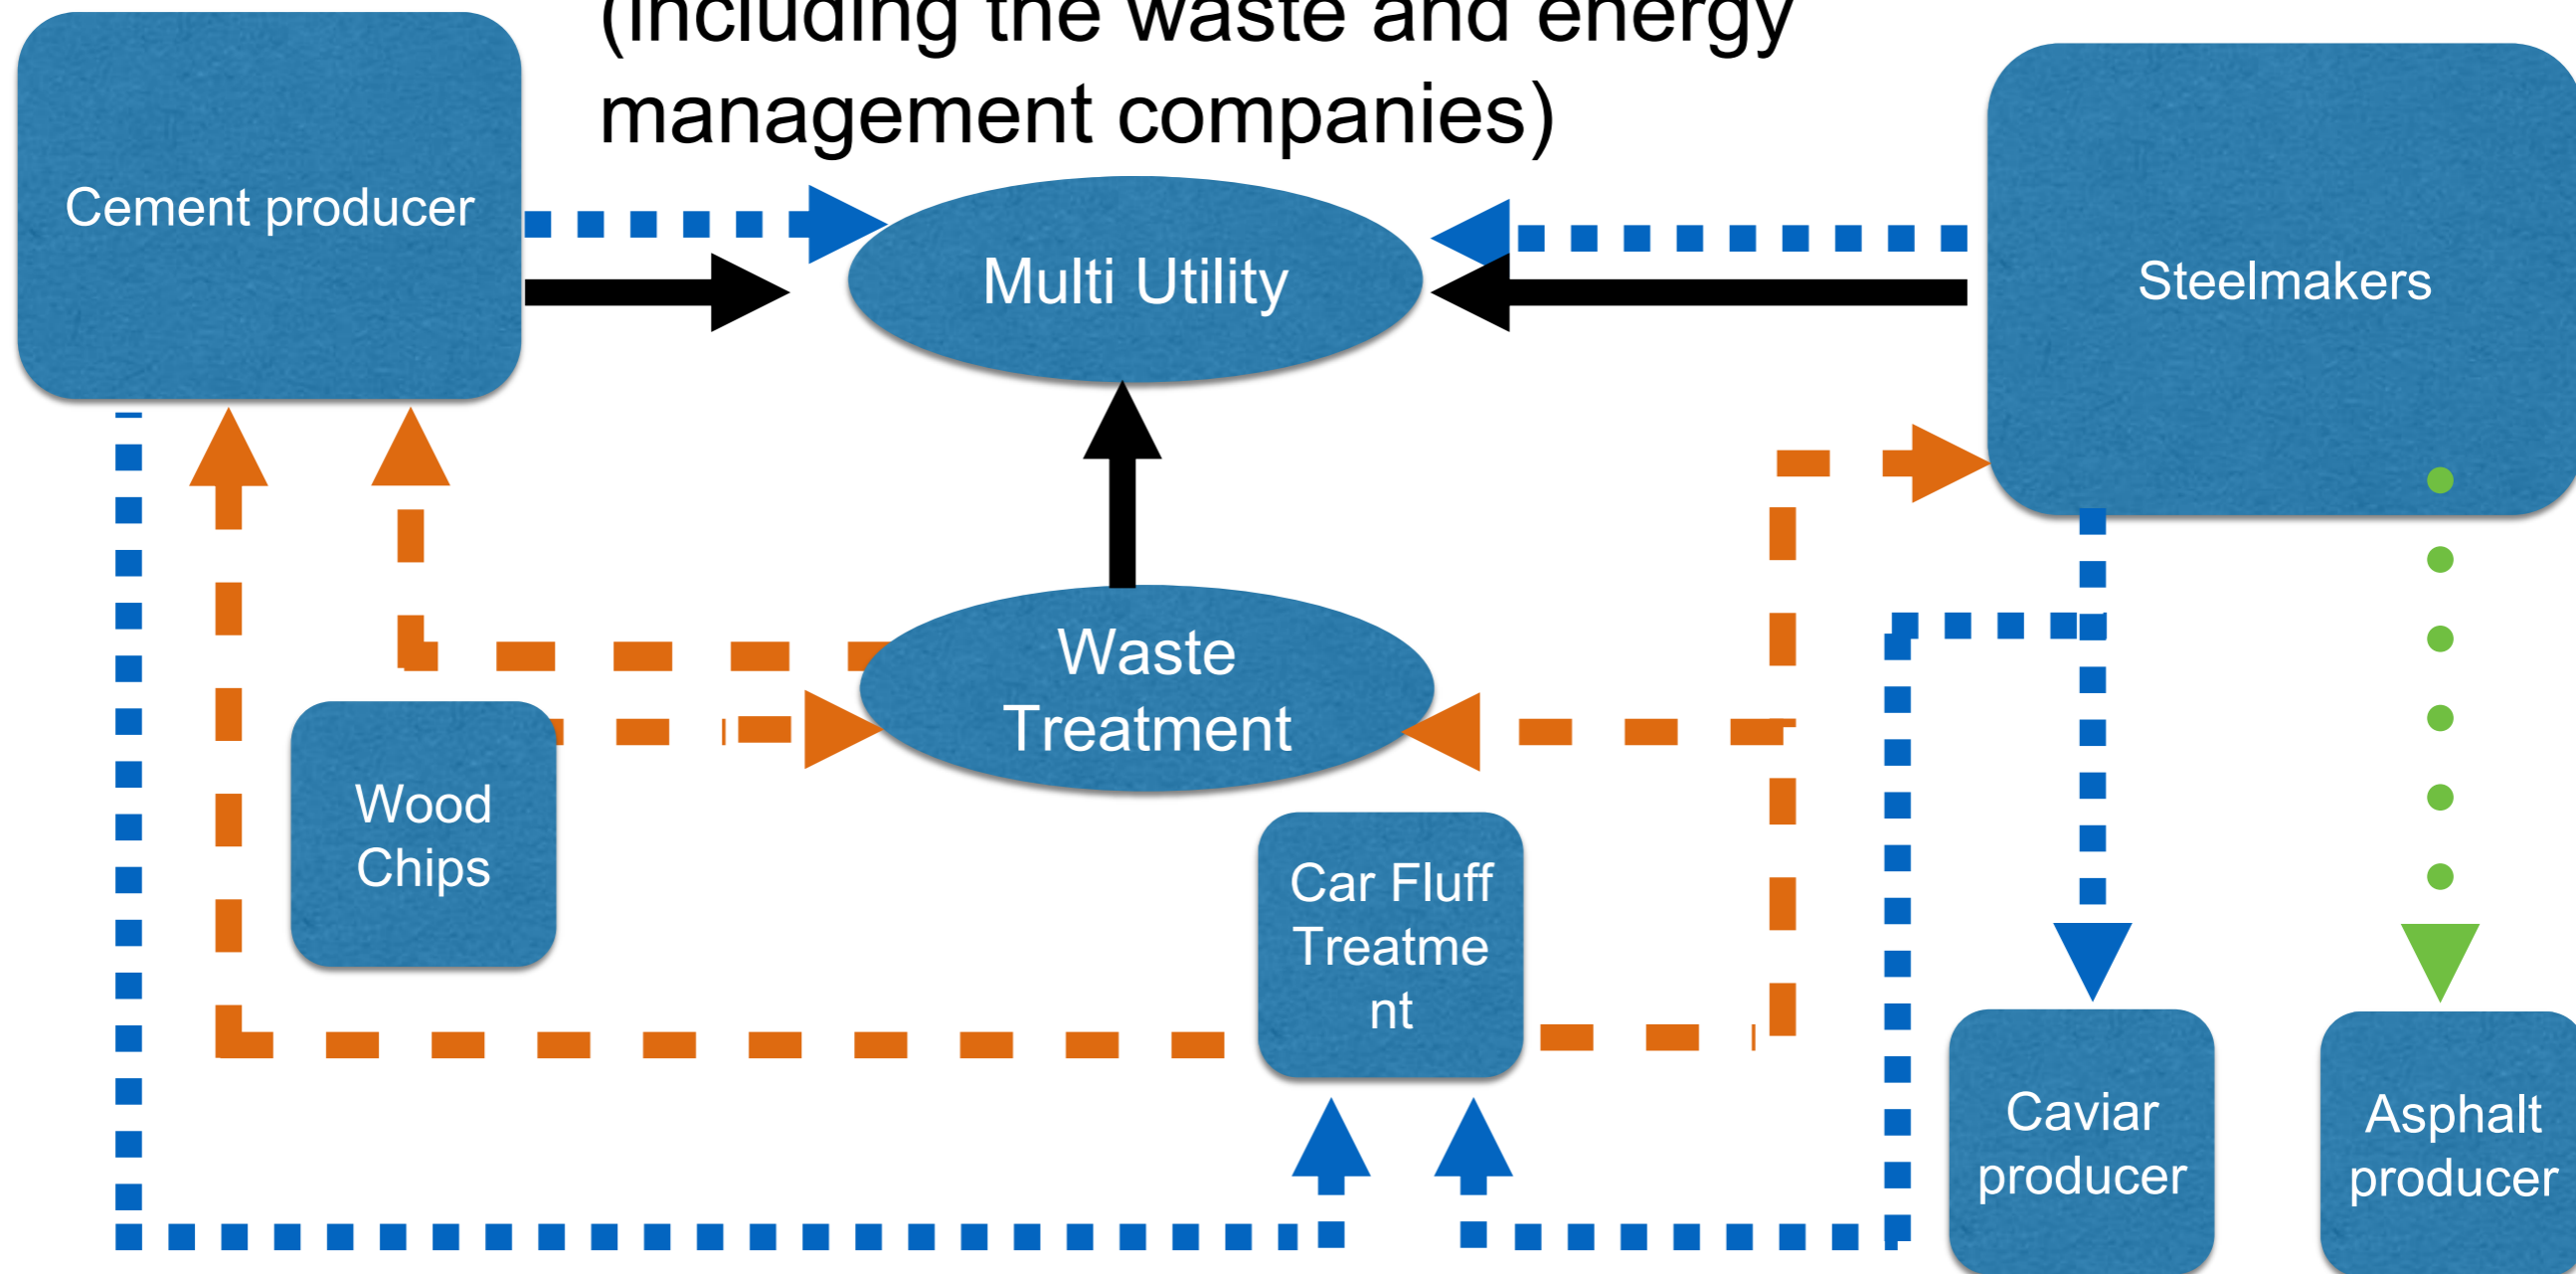 (including the waste and energy
management companies)
Cement producer
Multi Utility
Steelmakers
Waste
Treatment
Wood
Chips
Car Fluff
Treatme
nt
Caviar
producer
Asphalt
producer